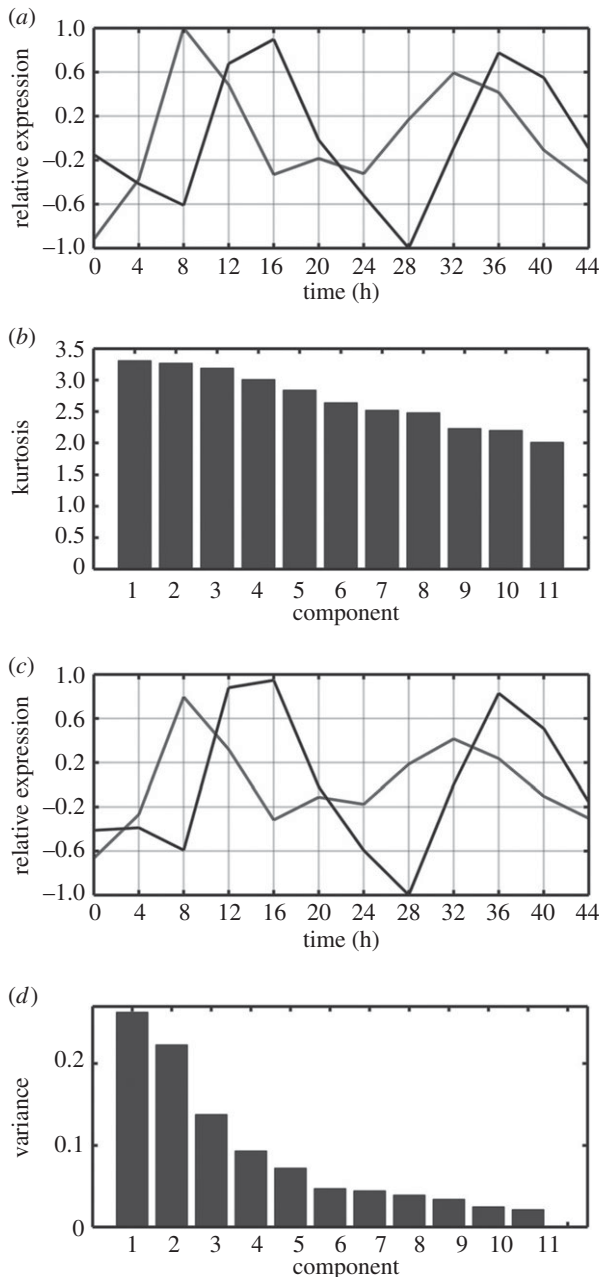 (a)
relative expression
1.0
0.6
0.2
–0.2
–0.6
–1.0
0 4 8 12 16 20 24 28 32 36 40 44
time (h)
(b)
kurtosis
3.5
3.0
2.5
2.0
1.5
1.0
0.5
0
1 2 3 4 5 6 7 8 9 10 11
component
(c)
relative expression
1.0
0.6
0.2
–0.2
–0.6
–1.0
0 4 8 12 16 20 24 28 32 36 40 44
time (h)
(d)
variance
0.2
0.1
0
1 2 3 4 5 6 7 8 9 10 11
component